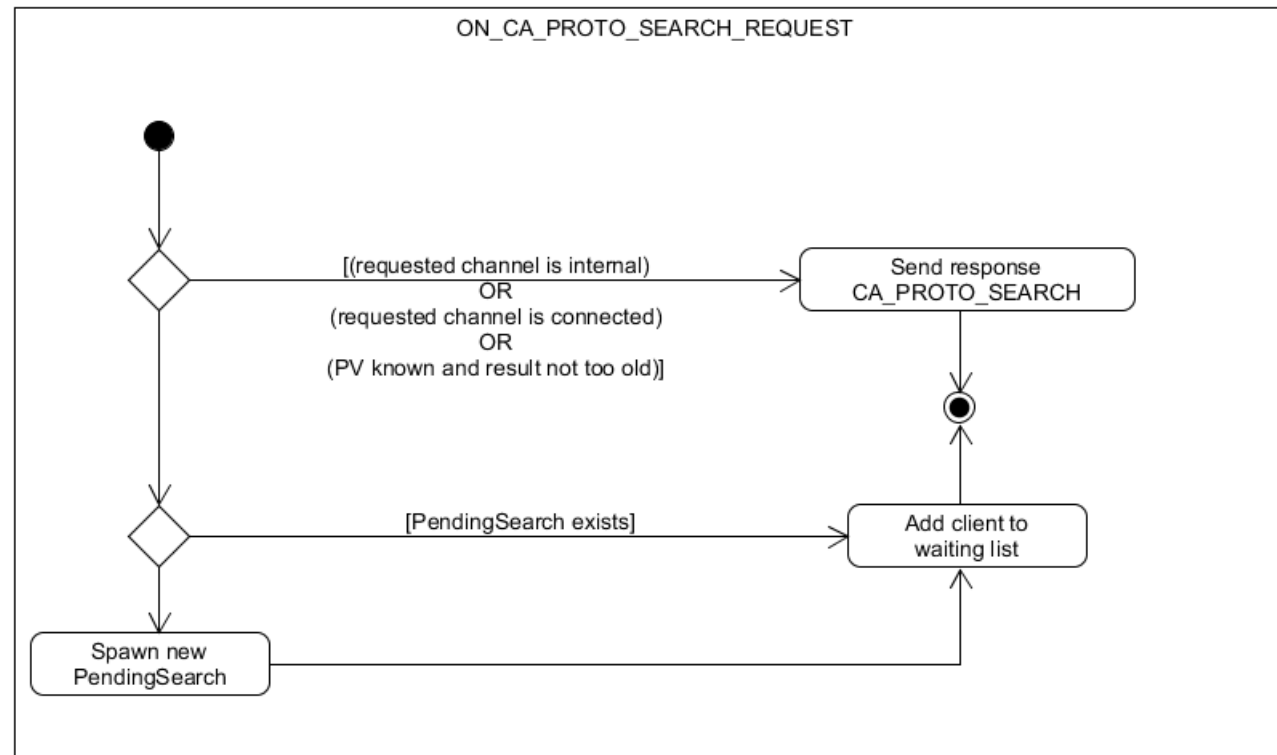 ON_CA_PROTO_SEARCH_REQUEST
[(requested channel is internal)
OR
(requested channel is connected)
OR
(PV known and result not too old)]
Send response
CA_PROTO_SEARCH
[PendingSearch exists]
Add client to
waiting list
Spawn new
PendingSearch